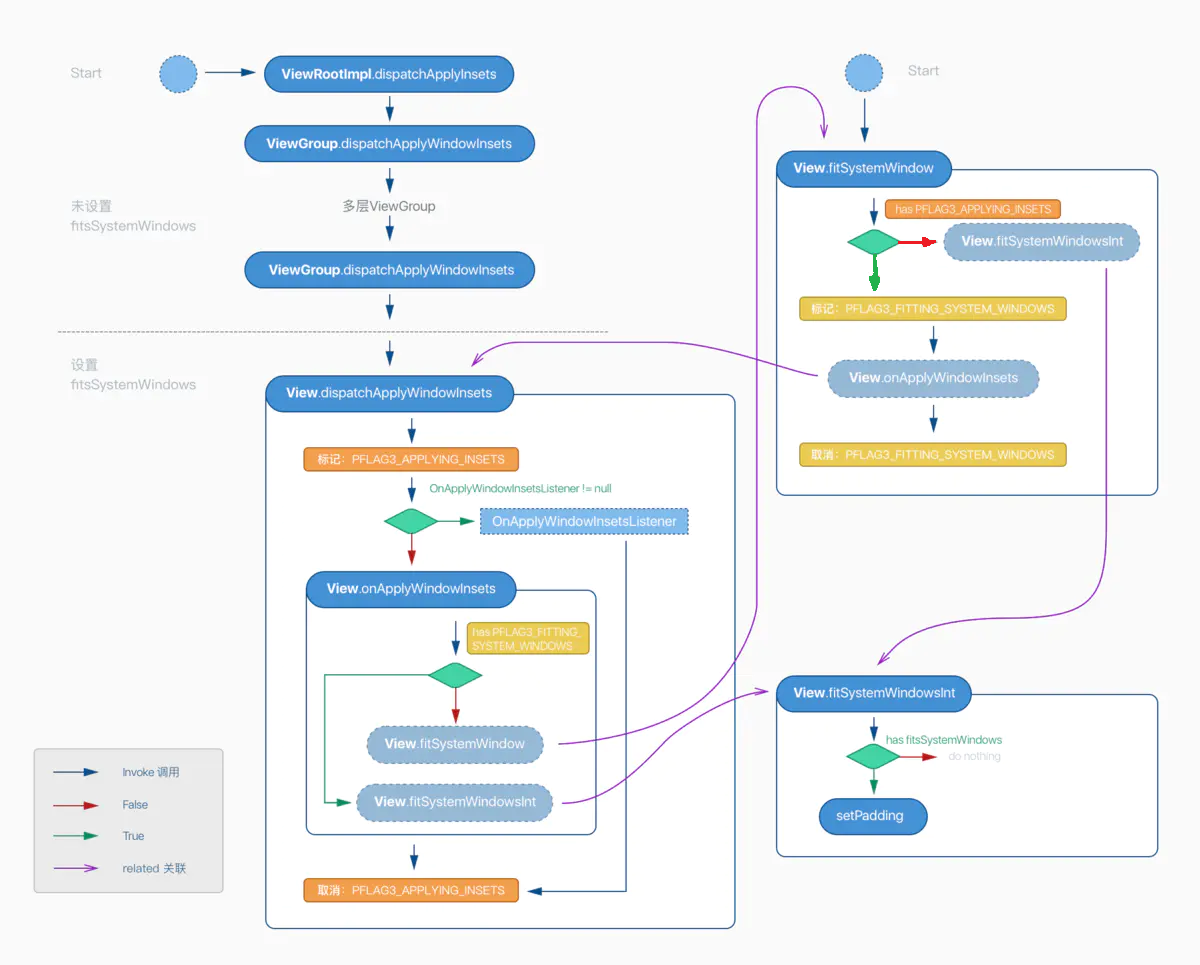 Start
ViewRootImpl.dispatchApplyInsets
ViewGroup.dispatchApplyWindowInsets
未设置
fitsSystemWindows
多层ViewGroup
ViewGroup.dispatchApplyWindowInsets
设置
fitsSystemWindows
View.dispatchApplyWindowInsets
标记：PFLAG3_APPLYING_INSETS
OnApplyWindowInsetsListener != null
OnApplyWindowInsetsListener
View.onApplyWindowInsets
has PFLAG3_FITTING_
SYSTEM_WINDOWS
View.fitSystemWindow
View.fitSystemWindowsInt
取消：PFLAG3_APPLYING_INSETS
Start
View.fitSystemWindow
has PFLAG3_APPLYING_INSETS
View.fitSystemWindowsInt
标记：PFLAG3_FITTING_SYSTEM_WINDOWS
View.onApplyWindowInsets
取消：PFLAG3_FITTING_SYSTEM_WINDOWS
View.fitSystemWindowsInt
has fitsSystemWindows
do nothing
setPadding
Invoke 调用
False
True
related 关联